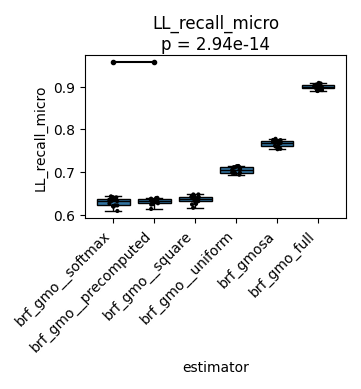 LL_recall_micro
p = 2.94e-14
LL_recall_micro
0.9
0.8
0.7
0.6
brf_gmo__softmax
brf_gmo__precomputed
brf_gmo__square
brf_gmo__uniform
brf_gmosa
brf_gmo_full
estimator